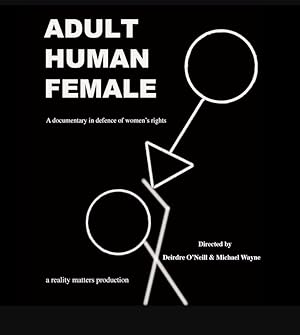 ADULT
HUMAN
FEMALE
A documentary in defence of women's rights
Directed by
Deirdre O'Neill & Michael Wayne
a reality matters production